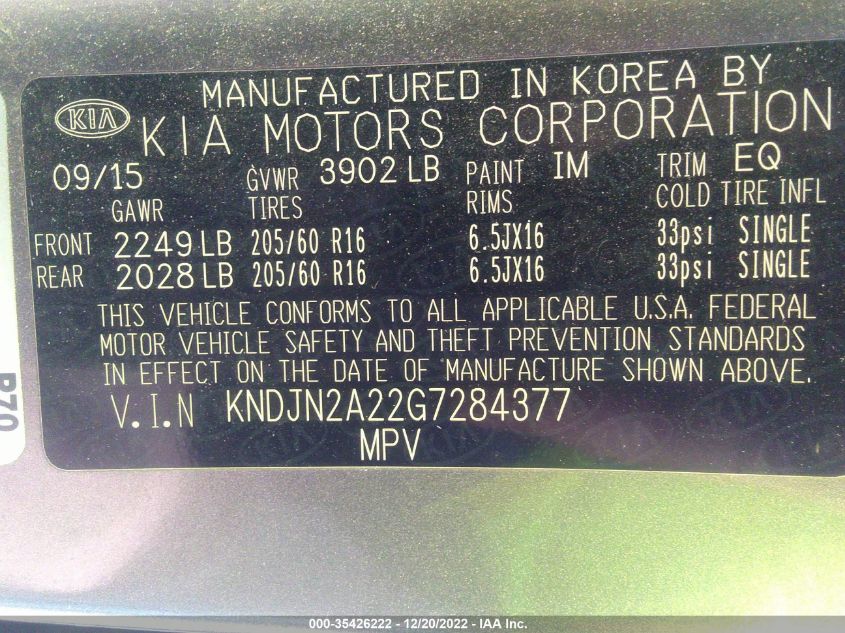 MANUFACTURED IN KOREA BY
KIA KIA MOTORS CORPORATION
09/15 GVWR 3902 LB PAINT IM TRIM EQ
GAWR TIRES RIMS COLD TIRE INFL
FRONT 2249 LB 205/60 R16 6.5JX16 33psi SINGLE
REAR 2028 LB 205/60 R16 6.5JX16 33psi SINGLE
THIS VEHICLE CONFORMS TO ALL APPLICABLE U.S.A. FEDERAL
MOTOR VEHICLE SAFETY AND THEFT PREVENTION STANDARDS
IN EFFECT ON THE DATE OF MANUFACTURE SHOWN ABOVE.
V.I.N KNDJN2A22G7284377
MPV
000-35426222 - 12/20/2022 - IAA Inc.